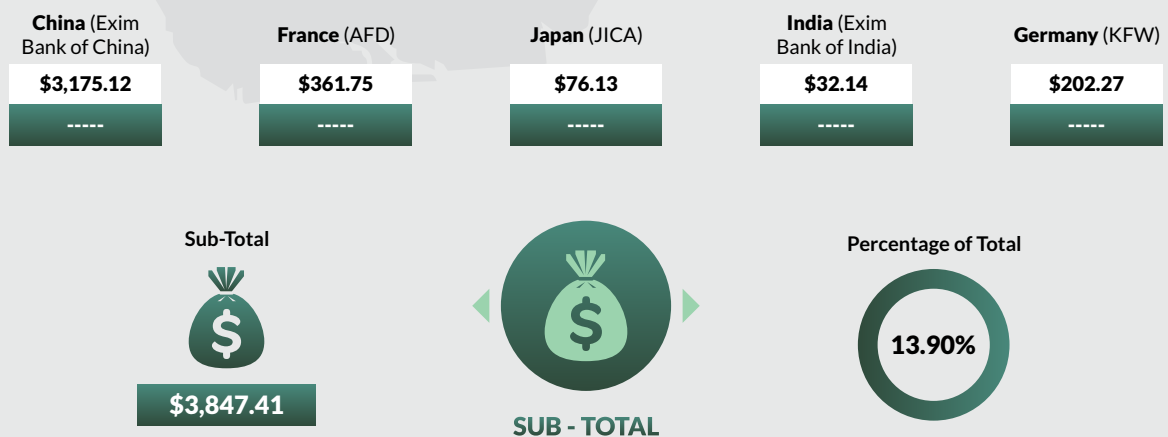 China (Exim
Bank of China)
$3,175.12
-----
France (AFD)
$361.75
-----
Japan (JICA)
$76.13
-----
India (Exim
Bank of India)
$32.14
-----
Germany (KFW)
$202.27
-----
Sub-Total
$
$3,847.41
$
SUB - TOTAL
Percentage of Total
13.90%